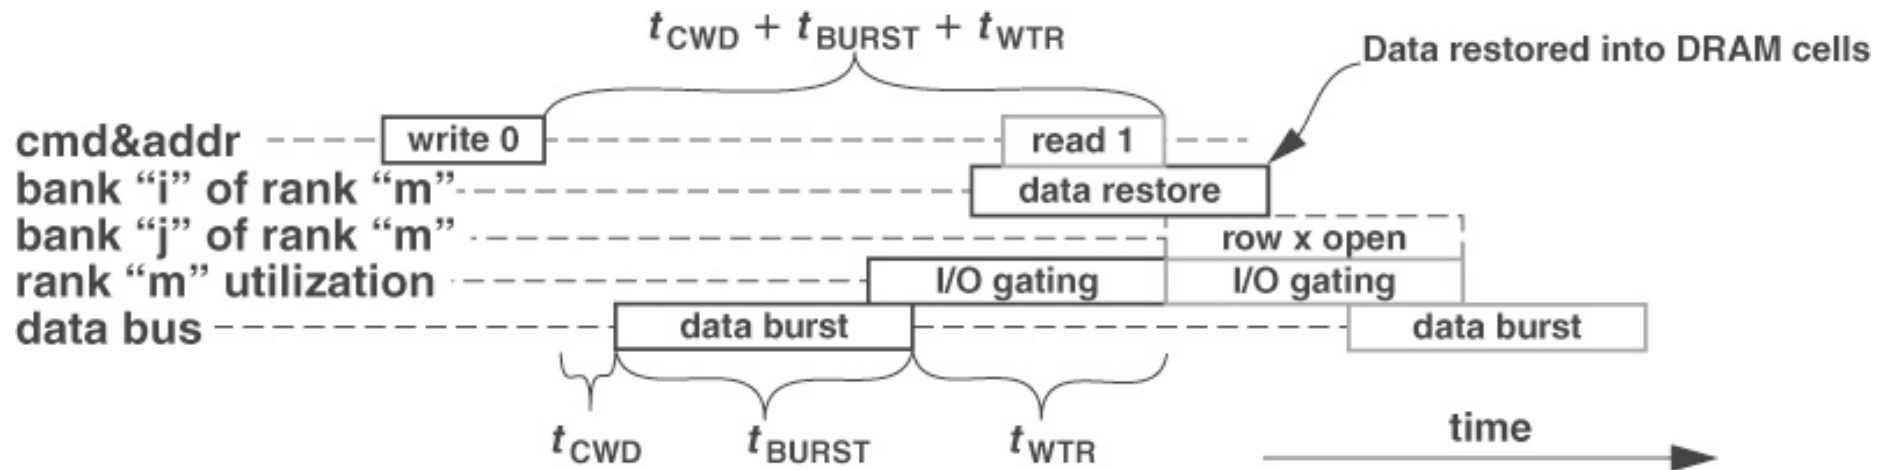 tCWD + tBURST + tWTR
Data restored into DRAM cells
cmd&addr
write 0
read 1
bank “i” of rank “m”
data restore
bank “j” of rank “m”
row x open
rank “m” utilization
I/O gating
I/O gating
data bus
data burst
data burst
tCWD
tBURST
tWTR
time